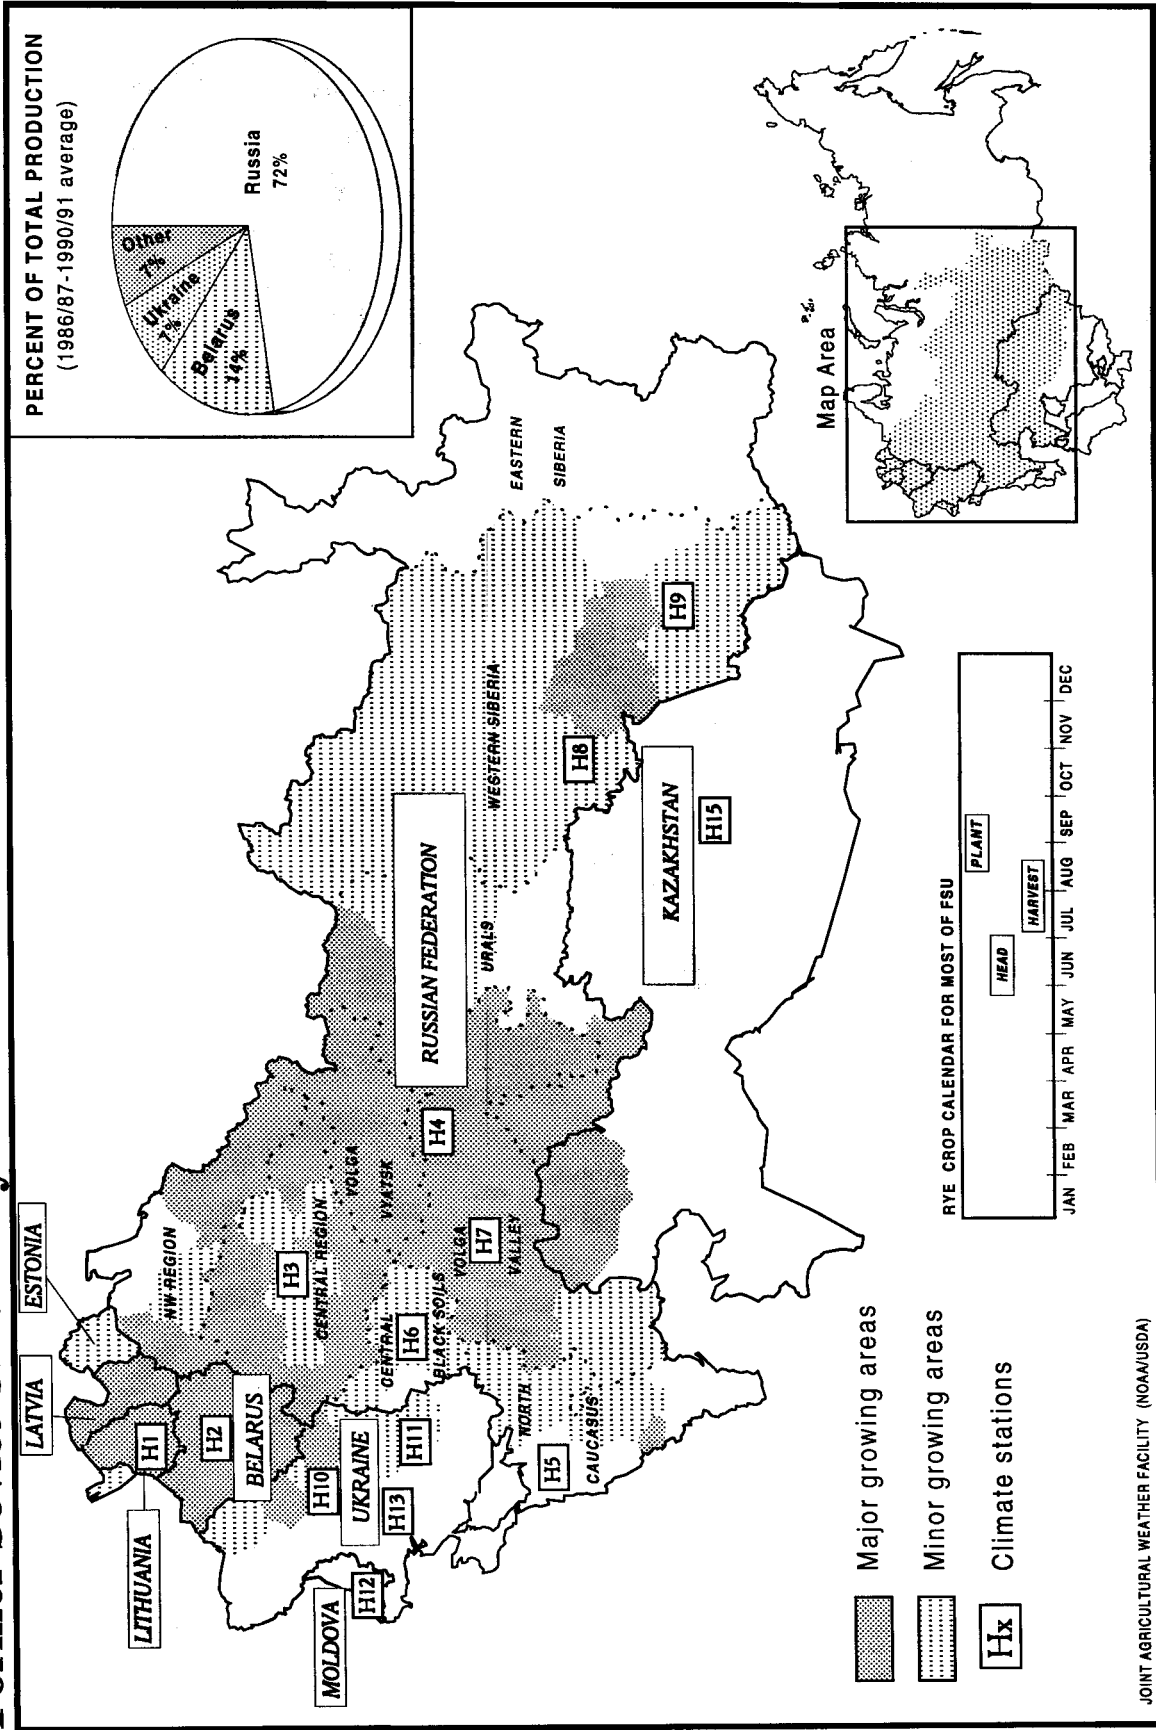 PERCENT OF TOTAL PRODUCTION
(1986/87-1990/91 average)
Other
7%
Ukraine
7%
Belarus
14%
Russia
72%
ESTONIA
LATVIA
LITHUANIA
BELARUS
UKRAINE
MOLDOVA
RUSSIAN FEDERATION
KAZAKHSTAN
NW REGION
CENTRAL REGION
VOLGA
VYATSK
CENTRAL
BLACK SOILS
VOLGA
VALLEY
NORTH
CAUCASUS
URALS
WESTERN SIBERIA
EASTERN
SIBERIA
H1
H2
H3
H4
H5
H6
H7
H8
H9
H10
H11
H12
H13
H15
Map Area
Major growing areas
Minor growing areas
Hx
Climate stations
RYE CROP CALENDAR FOR MOST OF FSU
PLANT
HEAD
HARVEST
JAN FEB MAR APR MAY JUN JUL AUG SEP OCT NOV DEC
JOINT AGRICULTURAL WEATHER FACILITY (NOAA/USDA)